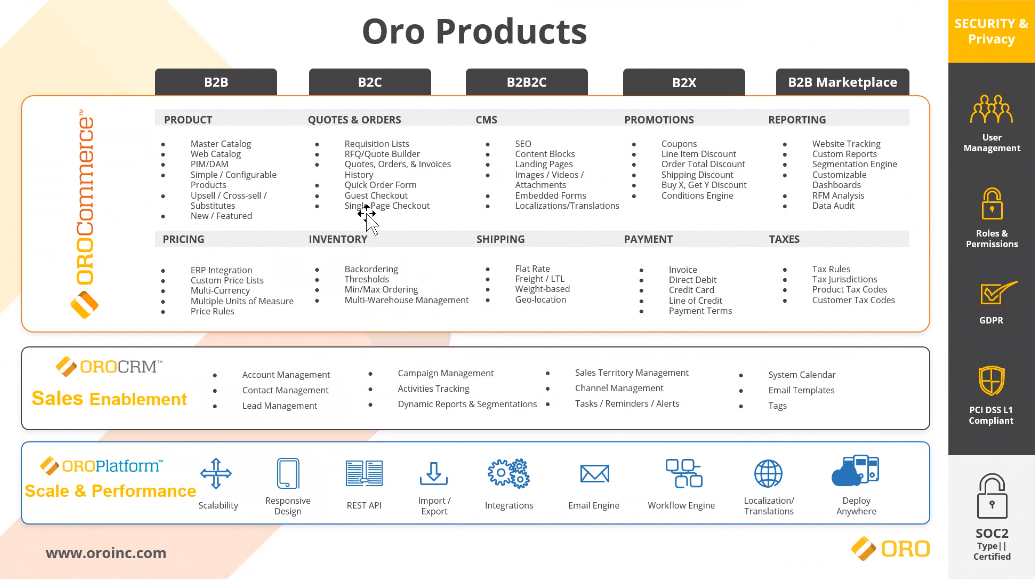 Oro Products
SECURITY &
Privacy
B2B
B2C
B2B2C
B2X
B2B Marketplace
OROCommerce™
PRODUCT
Master Catalog
Web Catalog
PIM/DAM
Simple / Configurable
Products
Upsell / Cross-sell /
Substitutes
New / Featured
QUOTES & ORDERS
Requisition Lists
RFQ/Quote Builder
Quotes, Orders, & Invoices
History
Quick Order Form
Guest Checkout
Single Page Checkout
CMS
SEO
Content Blocks
Landing Pages
Images / Videos /
Attachments
Embedded Forms
Localizations/Translations
PROMOTIONS
Coupons
Line Item Discount
Order Total Discount
Shipping Discount
Buy X, Get Y Discount
Conditions Engine
REPORTING
Website Tracking
Custom Reports
Segmentation Engine
Customizable
Dashboards
RFM Analysis
Data Audit
PRICING
ERP Integration
Custom Price Lists
Multi-Currency
Multiple Units of Measure
Price Rules
INVENTORY
Backordering
Thresholds
Min/Max Ordering
Multi-Warehouse Management
SHIPPING
Flat Rate
Freight / LTL
Weight-based
Geo-location
PAYMENT
Invoice
Direct Debit
Credit Card
Line of Credit
Payment Terms
TAXES
Tax Rules
Tax Jurisdictions
Product Tax Codes
Customer Tax Codes
OROCRM™
Sales Enablement
Account Management
Contact Management
Lead Management
Campaign Management
Activities Tracking
Dynamic Reports & Segmentations
Sales Territory Management
Channel Management
Tasks / Reminders / Alerts
System Calendar
Email Templates
Tags
OROPlatform™
Scale & Performance
Scalability
Responsive
Design
REST API
Import /
Export
Integrations
Email Engine
Workflow Engine
Localization/
Translations
Deploy
Anywhere
User
Management
Roles &
Permissions
GDPR
PCI DSS L1
Compliant
SOC2
Type||
Certified
www.oroinc.com
ORO